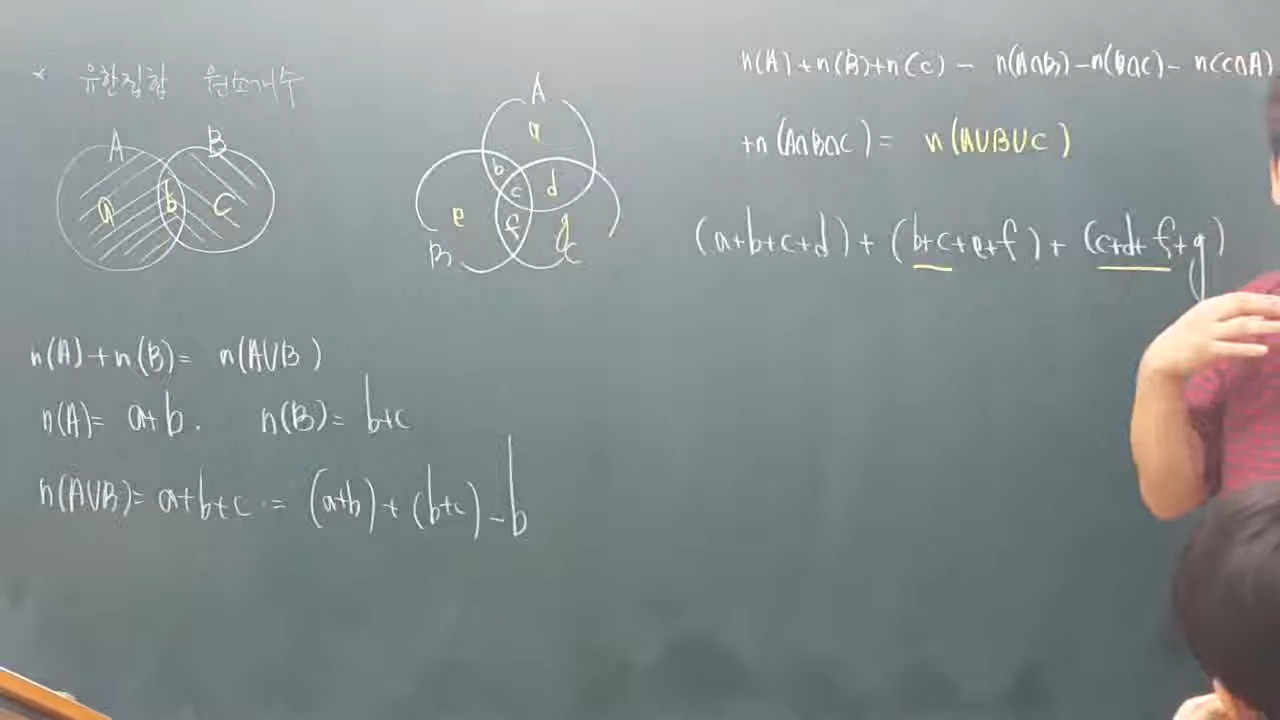 * 유한집합 원소개수
A B
a b c
A
a
b c d
e f g
B C
n(A)+n(B)= n(A∪B)
n(A)= a+b. n(B)= b+c
n(A∪B)= a+b+c.= (a+b)+(b+c)-b
n(A)+n(B)+n(C)- n(A∩B)-n(B∩C)- n(C∩A)
+n(A∩B∩C)= n(A∪B∪C)
(a+b+c+d)+(b+c+e+f)+(c+d+f+g)